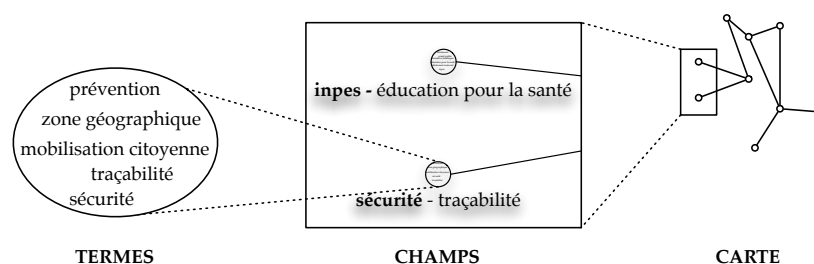 prévention
zone géographique
mobilisation citoyenne
traçabilité
sécurité
inpes - éducation pour la santé
sécurité - traçabilité
TERMES
CHAMPS
CARTE